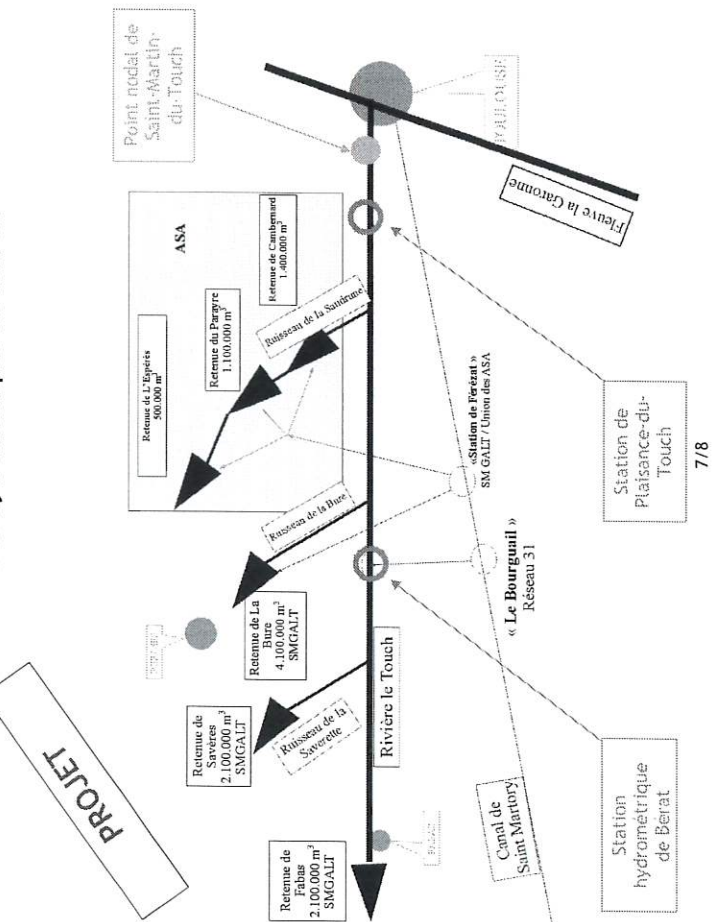 PROJET
Point nodal de
Saint-Martin-
du-Touch
ASA
Retenue de L'Espérès
500.000 m³
Retenue du Parayre
1.100.000 m³
Retenue de Cambernard
1.400.000 m³
Ruisseau de la Saudrune
TOULOUSE
Fleuve la Garonne
Retenue de La
Bure
4.100.000 m³
SMGALT
Ruisseau de la Bure
Retenue de
Savères
2.100.000 m³
SMGALT
Ruisseau de la
Saverette
Retenue de
Fabas
2.100.000 m³
SMGALT
Rivière le Touch
«Station de Férézat»
SM GALT / Union des ASA
« Le Bourguail »
Réseau 31
Canal de
Saint Martory
Station
hydrométrique
de Bérat
Station de
Plaisance-du-
Touch
7/8